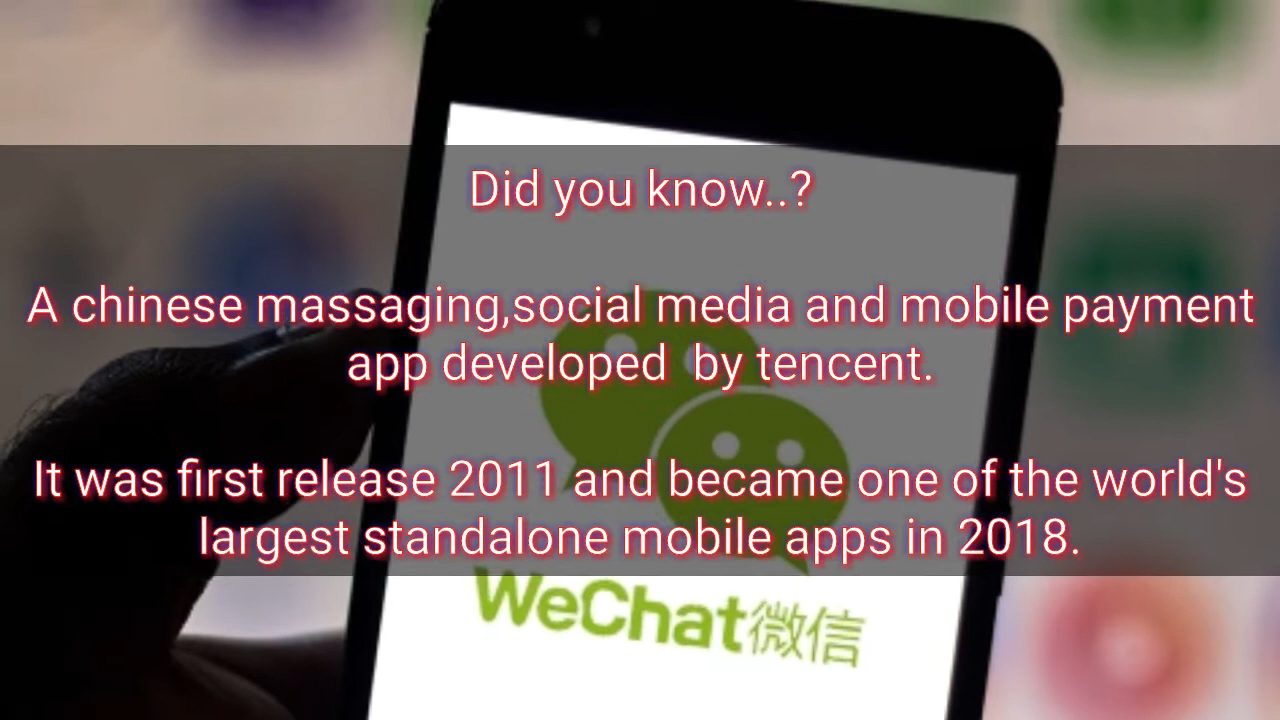 Did you know..?
A chinese massaging,social media and mobile payment
app developed  by tencent.
It was first release 2011 and became one of the world's
largest standalone mobile apps in 2018.
WeChat微信